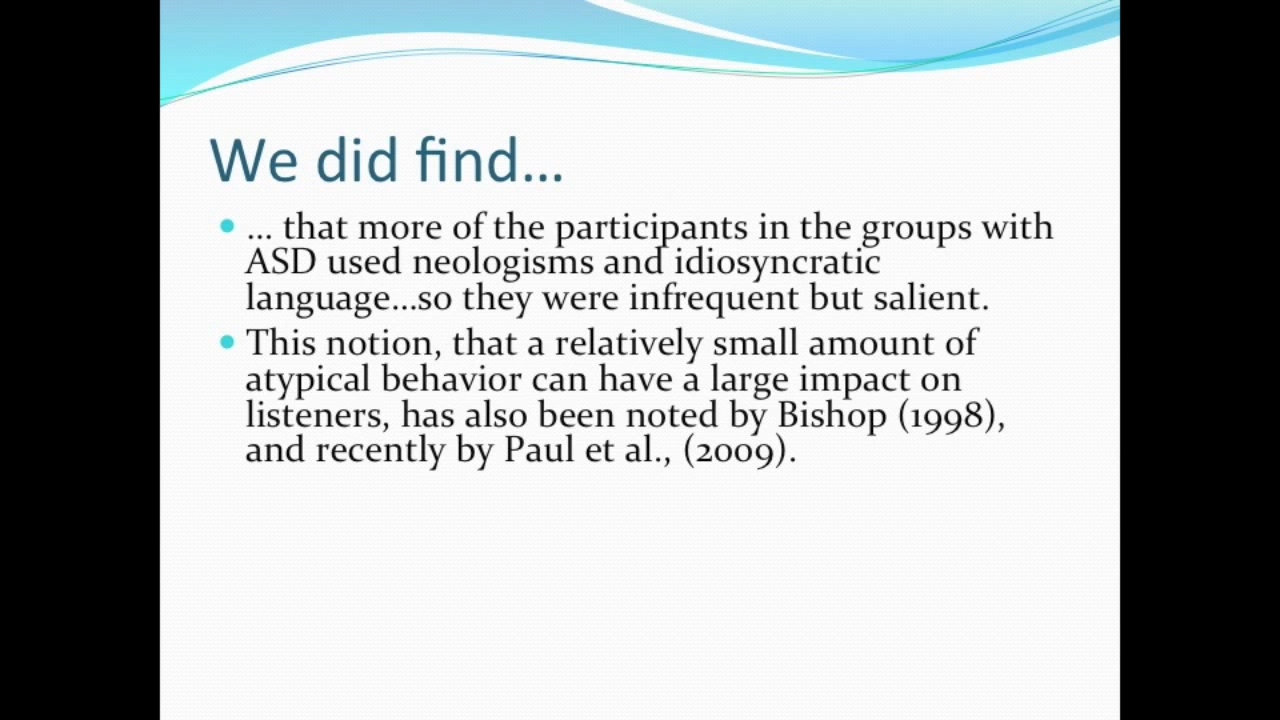 We did find...
• ... that more of the participants in the groups with
ASD used neologisms and idiosyncratic
language...so they were infrequent but salient.
• This notion, that a relatively small amount of
atypical behavior can have a large impact on
listeners, has also been noted by Bishop (1998),
and recently by Paul et al., (2009).